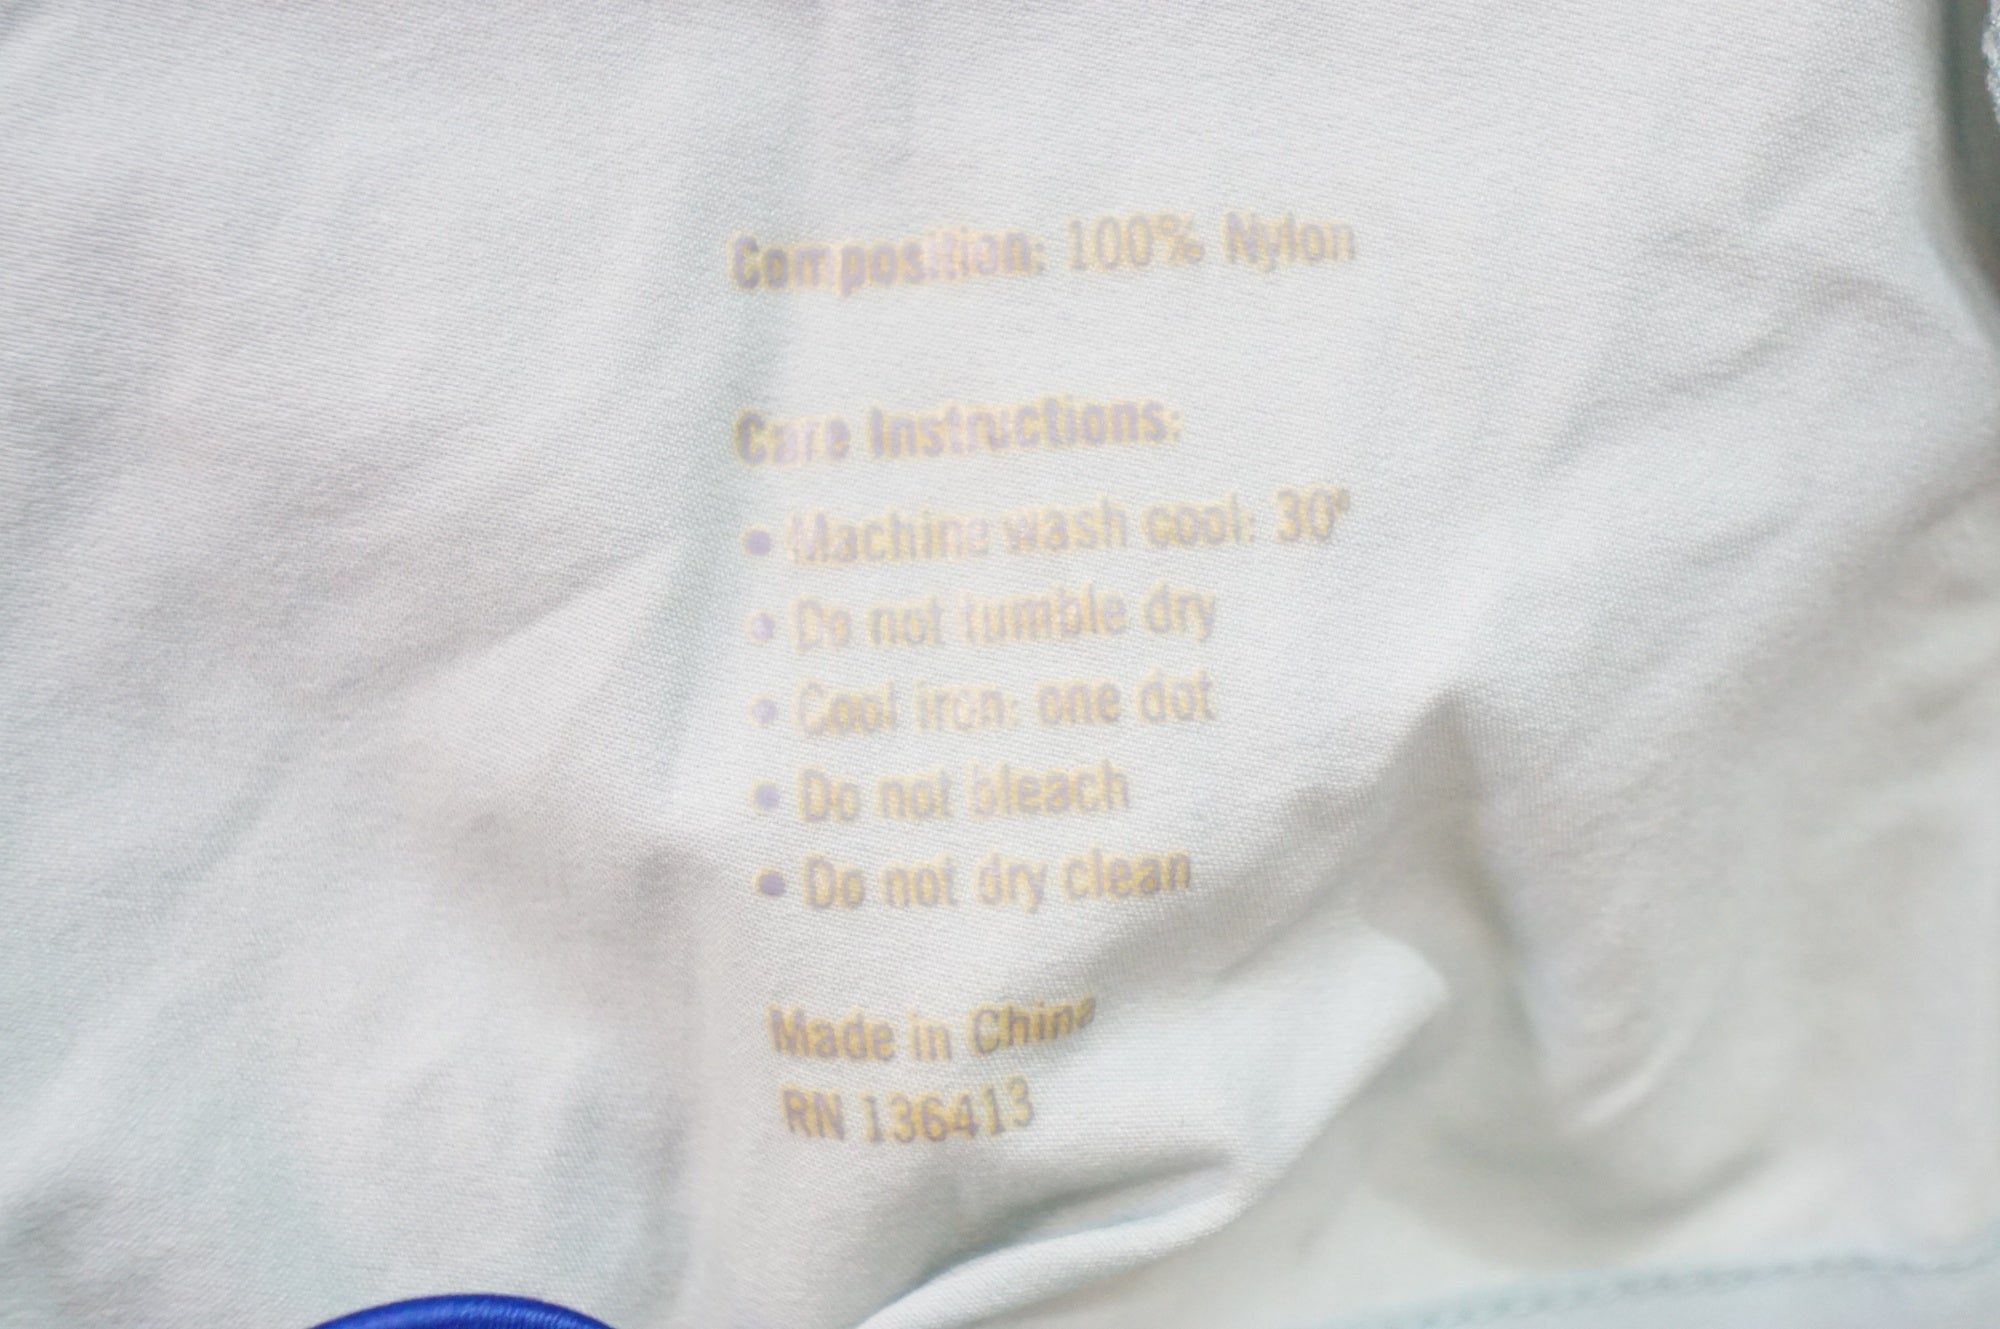 Composition: 100% Nylon
Care Instructions:
• Machine wash cool: 30°
• Do not tumble dry
• Cool iron: one dot
• Do not bleach
• Do not dry clean
Made in China
RN 136413